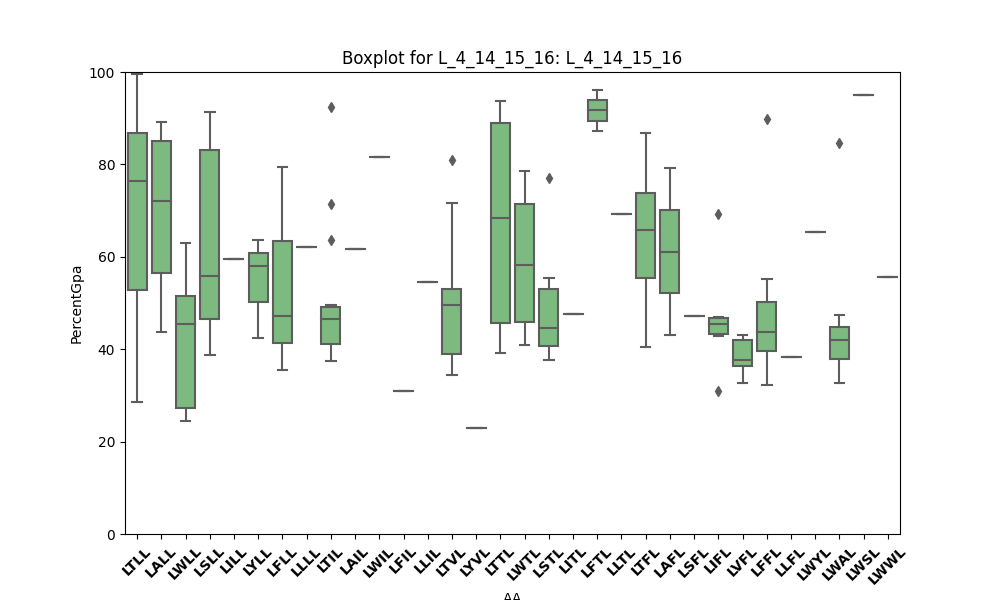 Boxplot for L_4_14_15_16: L_4_14_15_16
PercentGpa
100
80
60
40
20
0
LTLL LALL LWLL LSLL LILL LYLL LFLL LLLL LTIL LAIL LWIL LFIL LLIL LTVL LYVL LTTL LWTL LSTL LITL LFTL LLTL LTFL LAFL LSFL LIFL LVFL LFFL LLFL LWYL LWAL LWSL LWWL
AA